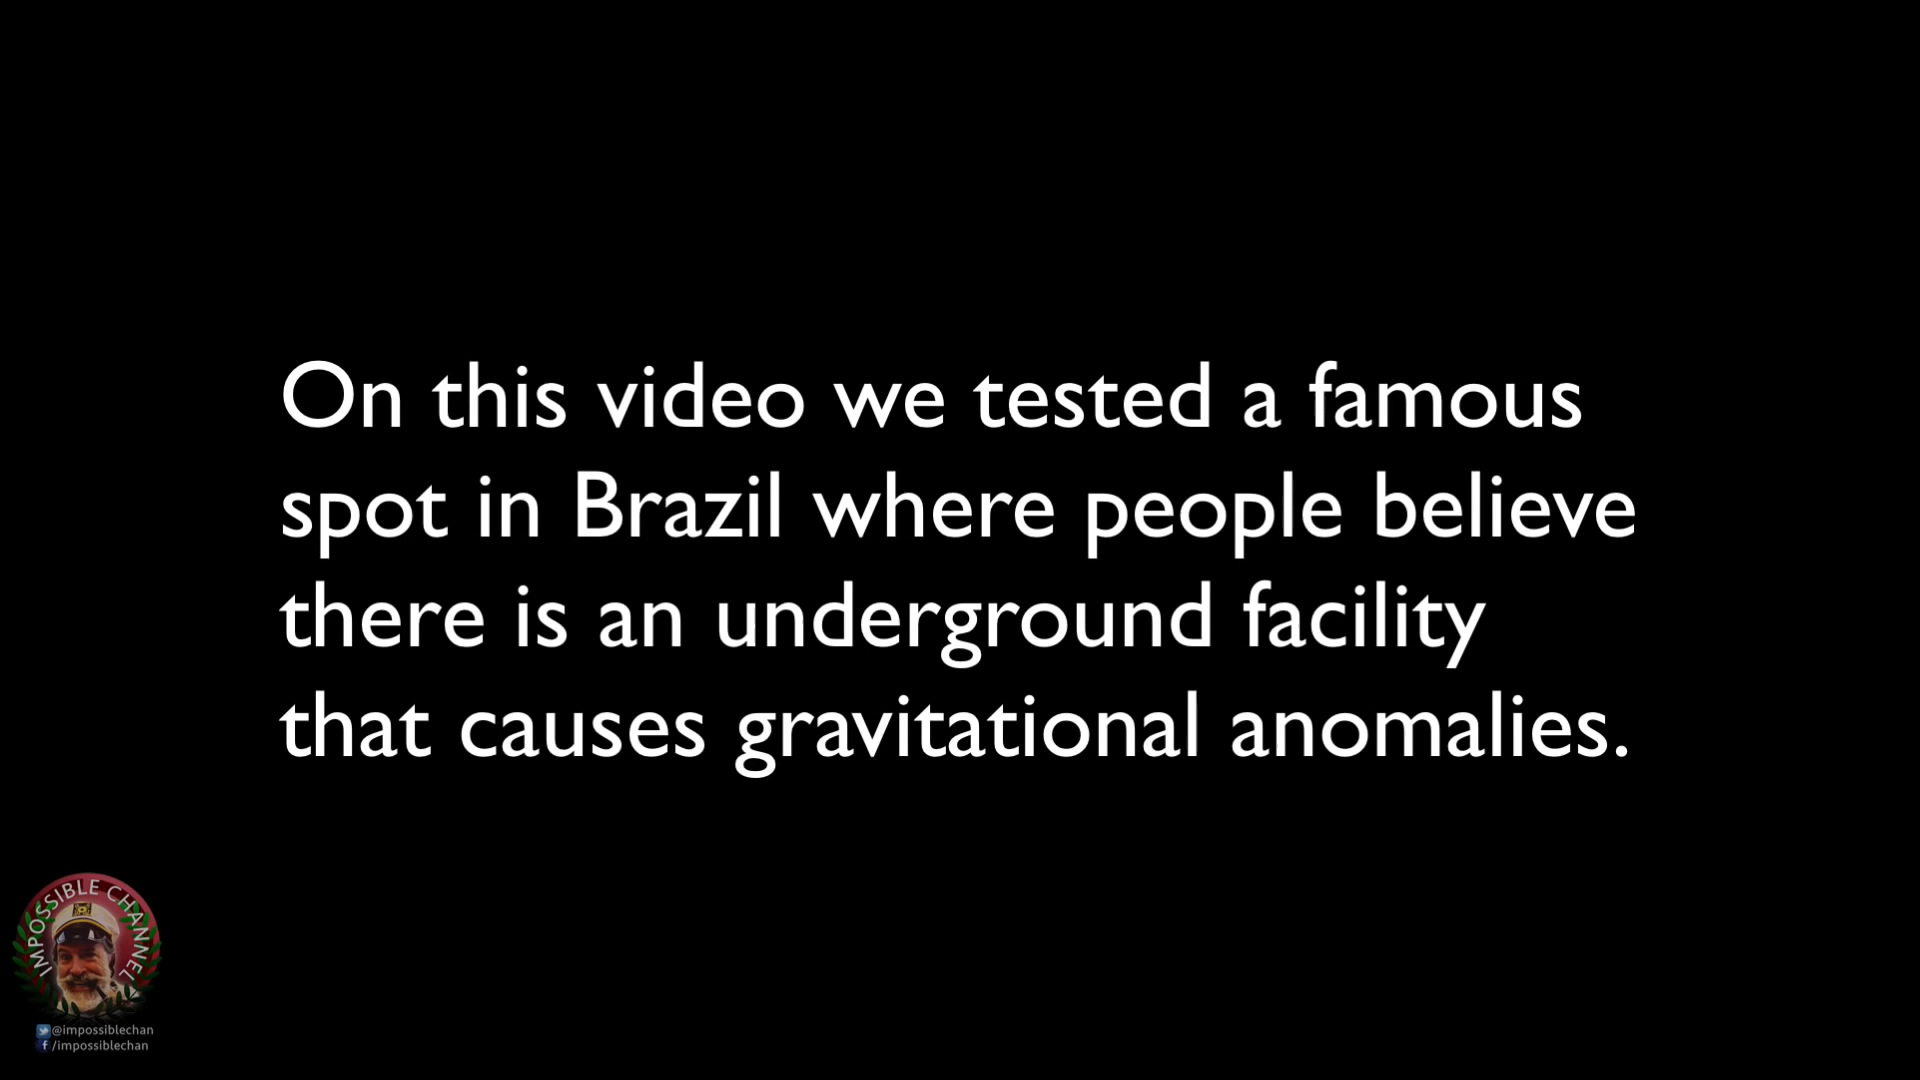 On this video we tested a famous
spot in Brazil where people believe
there is an underground facility
that causes gravitational anomalies.
IMPOSSIBLE CHANNEL
@impossiblechan
/impossiblechan